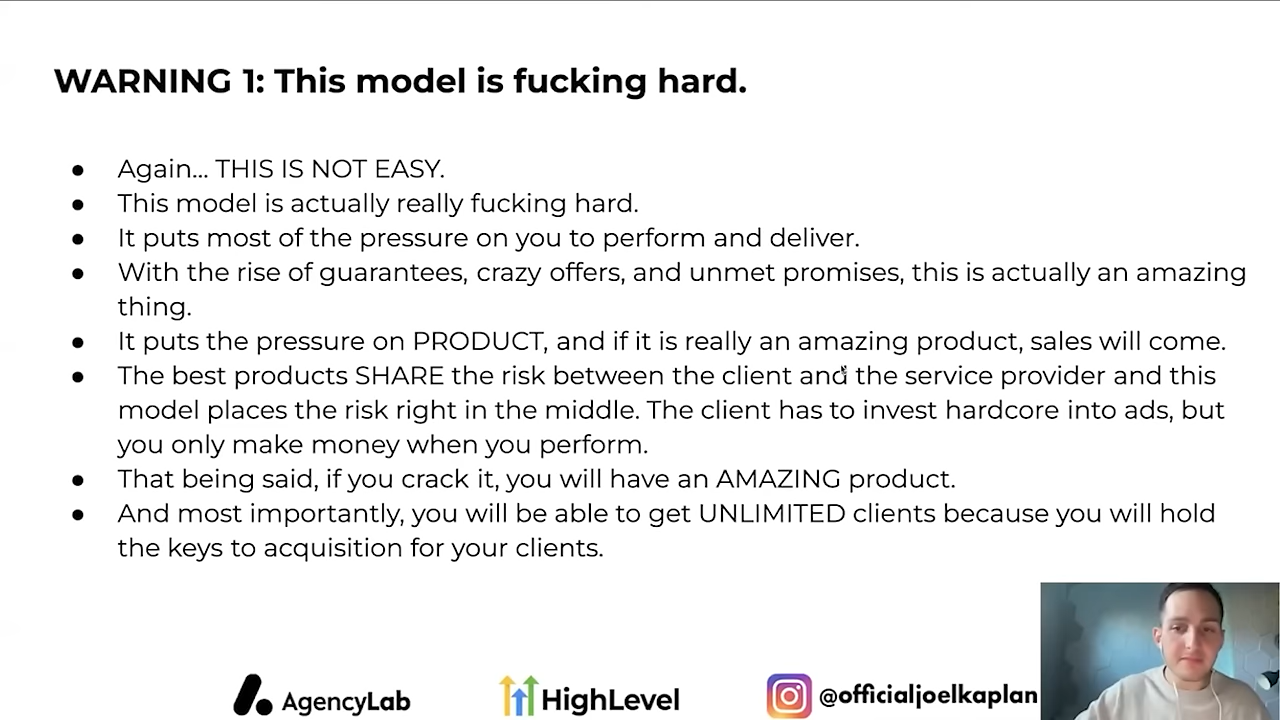 WARNING 1: This model is fucking hard.
● Again... THIS IS NOT EASY.
● This model is actually really fucking hard.
● It puts most of the pressure on you to perform and deliver.
● With the rise of guarantees, crazy offers, and unmet promises, this is actually an amazing
thing.
● It puts the pressure on PRODUCT, and if it is really an amazing product, sales will come.
● The best products SHARE the risk between the client and the service provider and this
model places the risk right in the middle. The client has to invest hardcore into ads, but
you only make money when you perform.
● That being said, if you crack it, you will have an AMAZING product.
● And most importantly, you will be able to get UNLIMITED clients because you will hold
the keys to acquisition for your clients.
AgencyLab
HighLevel
@officialjoelkaplan